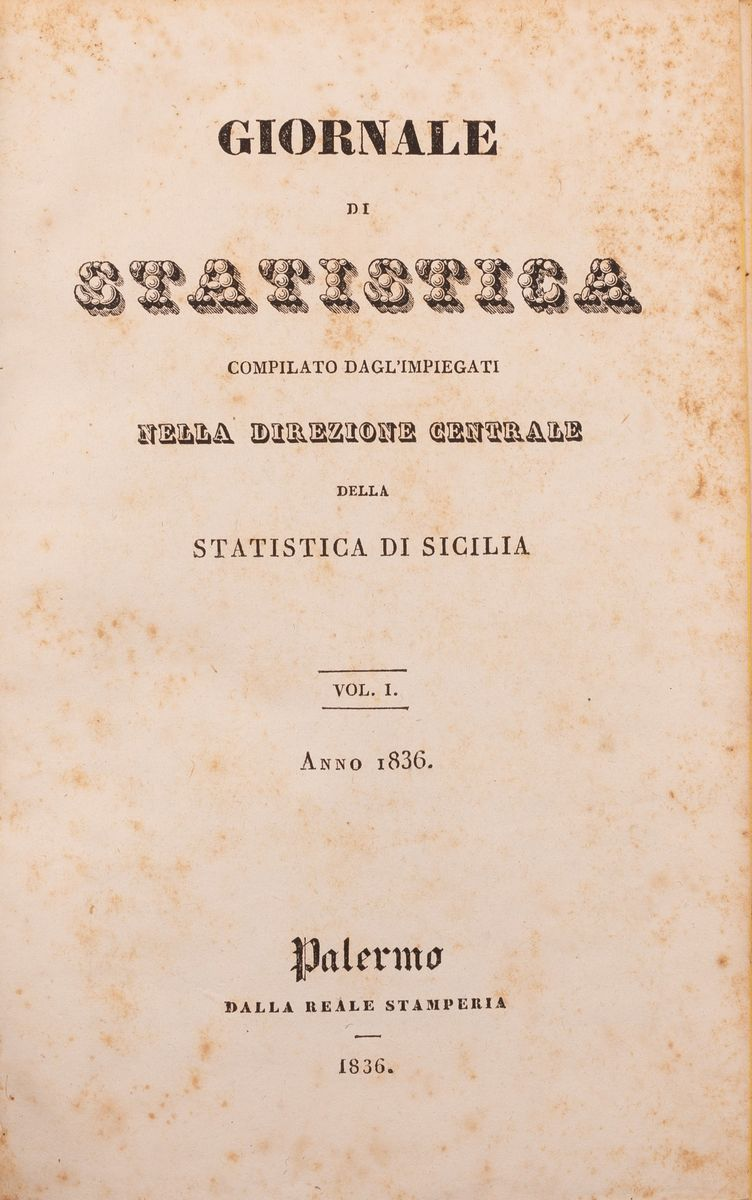 GIORNALE
DI
STATISTICA
COMPILATO DAGL'IMPIEGATI
NELLA DIREZIONE CENTRALE
DELLA
STATISTICA DI SICILIA
VOL. I.
ANNO 1836.
Palermo
DALLA REALE STAMPERIA
1836.